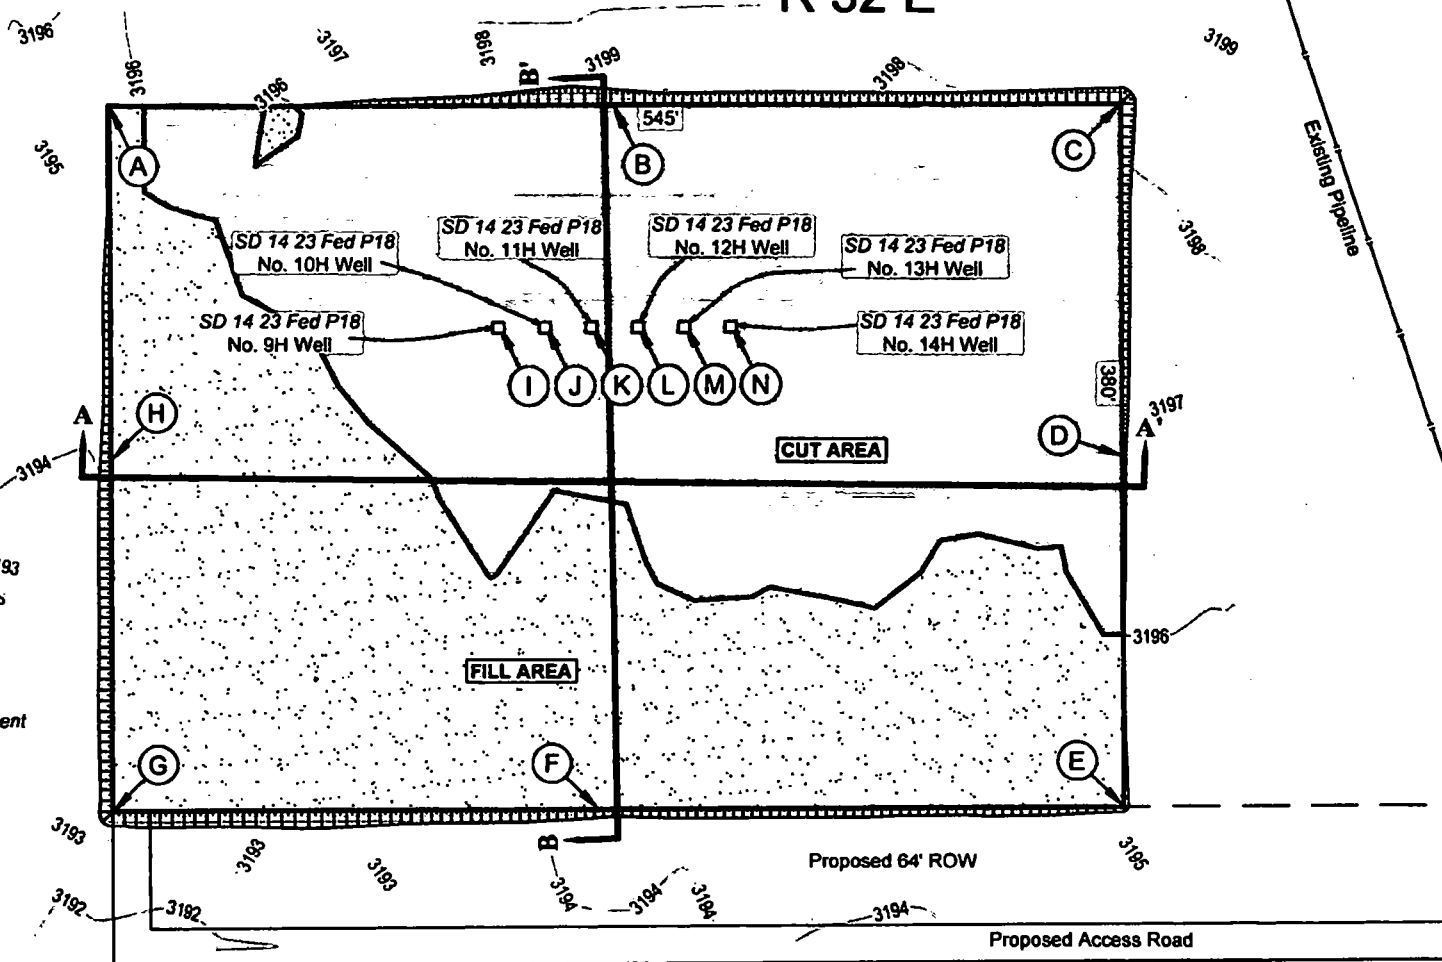 R 32 E
3196
3197
3198
3199
3198
3199
3196
3196
B'
545'
A
B
C
3195
Existing Pipeline
3198
SD 14 23 Fed P18
No. 10H Well
SD 14 23 Fed P18
No. 11H Well
SD 14 23 Fed P18
No. 12H Well
SD 14 23 Fed P18
No. 13H Well
SD 14 23 Fed P18
No. 9H Well
SD 14 23 Fed P18
No. 14H Well
I
J
K
L
M
N
380'
3197
A
H
D
A'
CUT AREA
3194
3196
FILL AREA
G
F
E
3193
3193
3193
B
3195
Proposed 64' ROW
3192
3192
3194
3194
3194
3194
Proposed Access Road